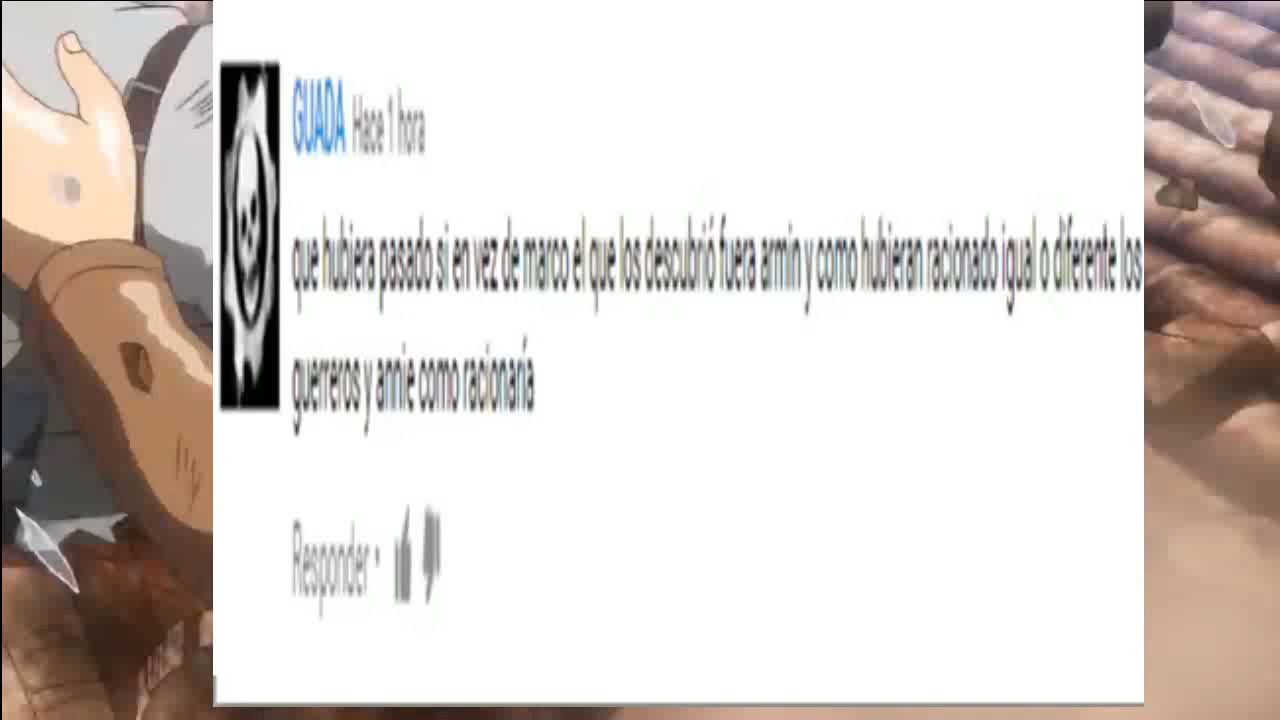 GUADA Hace 1 hora
que hubiera pasado si en vez de marco el que los descubrió fuera armin y como hubieran racionado igual o diferente los
guerreros y annie como racionaría
Responder ·